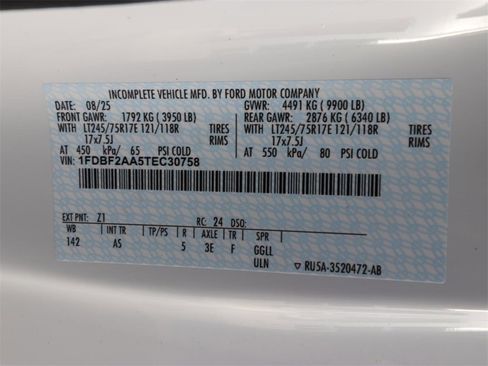 INCOMPLETE VEHICLE MFD. BY FORD MOTOR COMPANY
DATE: 08/25 GVWR: 4491 KG (9900 LB)
FRONT GAWR: 1792 KG (3950 LB) REAR GAWR: 2876 KG (6340 LB)
WITH LT245/75R17E 121/118R TIRES WITH LT245/75R17E 121/118R TIRES
17x7.5J RIMS 17x7.5J RIMS
AT 450 kPa/ 65 PSI COLD AT 550 kPa/ 80 PSI COLD
VIN: 1FDBF2AA5TEC30758
EXT PNT: Z1 RC: 24 DSO:
WB INT TR TP/PS R AXLE TR SPR
142 AS 5 3E F GGLL
ULN ▽ RU5A-3520472-AB